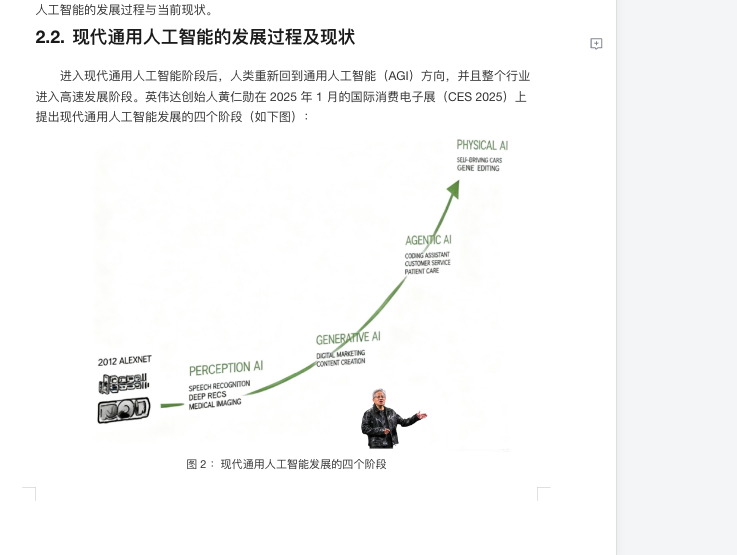 人工智能的发展过程与当前现状。
2.2. 现代通用人工智能的发展过程及现状
进入现代通用人工智能阶段后，人类重新回到通用人工智能（AGI）方向，并且整个行业
进入高速发展阶段。英伟达创始人黄仁勋在 2025 年 1 月的国际消费电子展（CES 2025）上
提出现代通用人工智能发展的四个阶段（如下图）：
PHYSICAL AI
SELF-DRIVING CARS
GENE EDITING
AGENTIC AI
CODING ASSISTANT
CUSTOMER SERVICE
PATIENT CARE
GENERATIVE AI
DIGITAL MARKETING
CONTENT CREATION
2012 ALEXNET
PERCEPTION AI
SPEECH RECOGNITION
DEEP RECS
MEDICAL IMAGING
图 2 ：现代通用人工智能发展的四个阶段